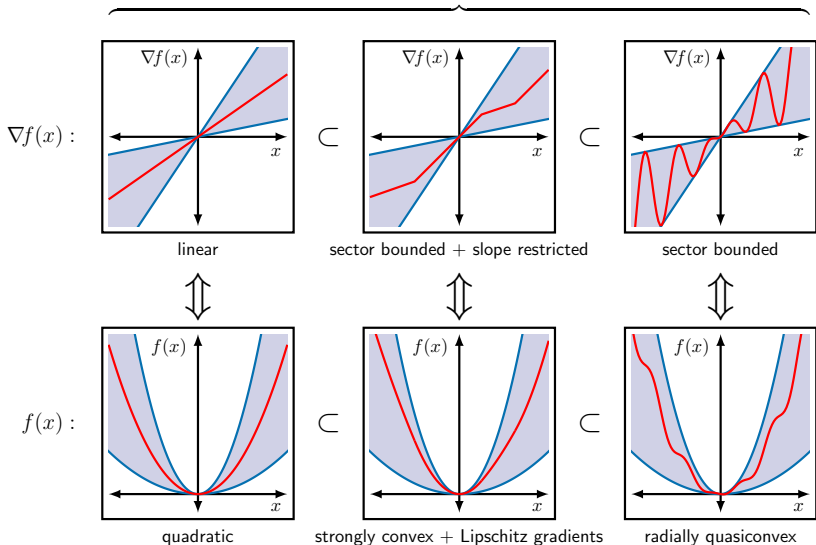 ∇f(x) ∇f(x) ∇f(x)
∇f(x) : ⊂ ⊂
x x x
linear sector bounded + slope restricted sector bounded
⇕ ⇕ ⇕
f(x) f(x) f(x)
f(x) : ⊂ ⊂
x x x
quadratic strongly convex + Lipschitz gradients radially quasiconvex